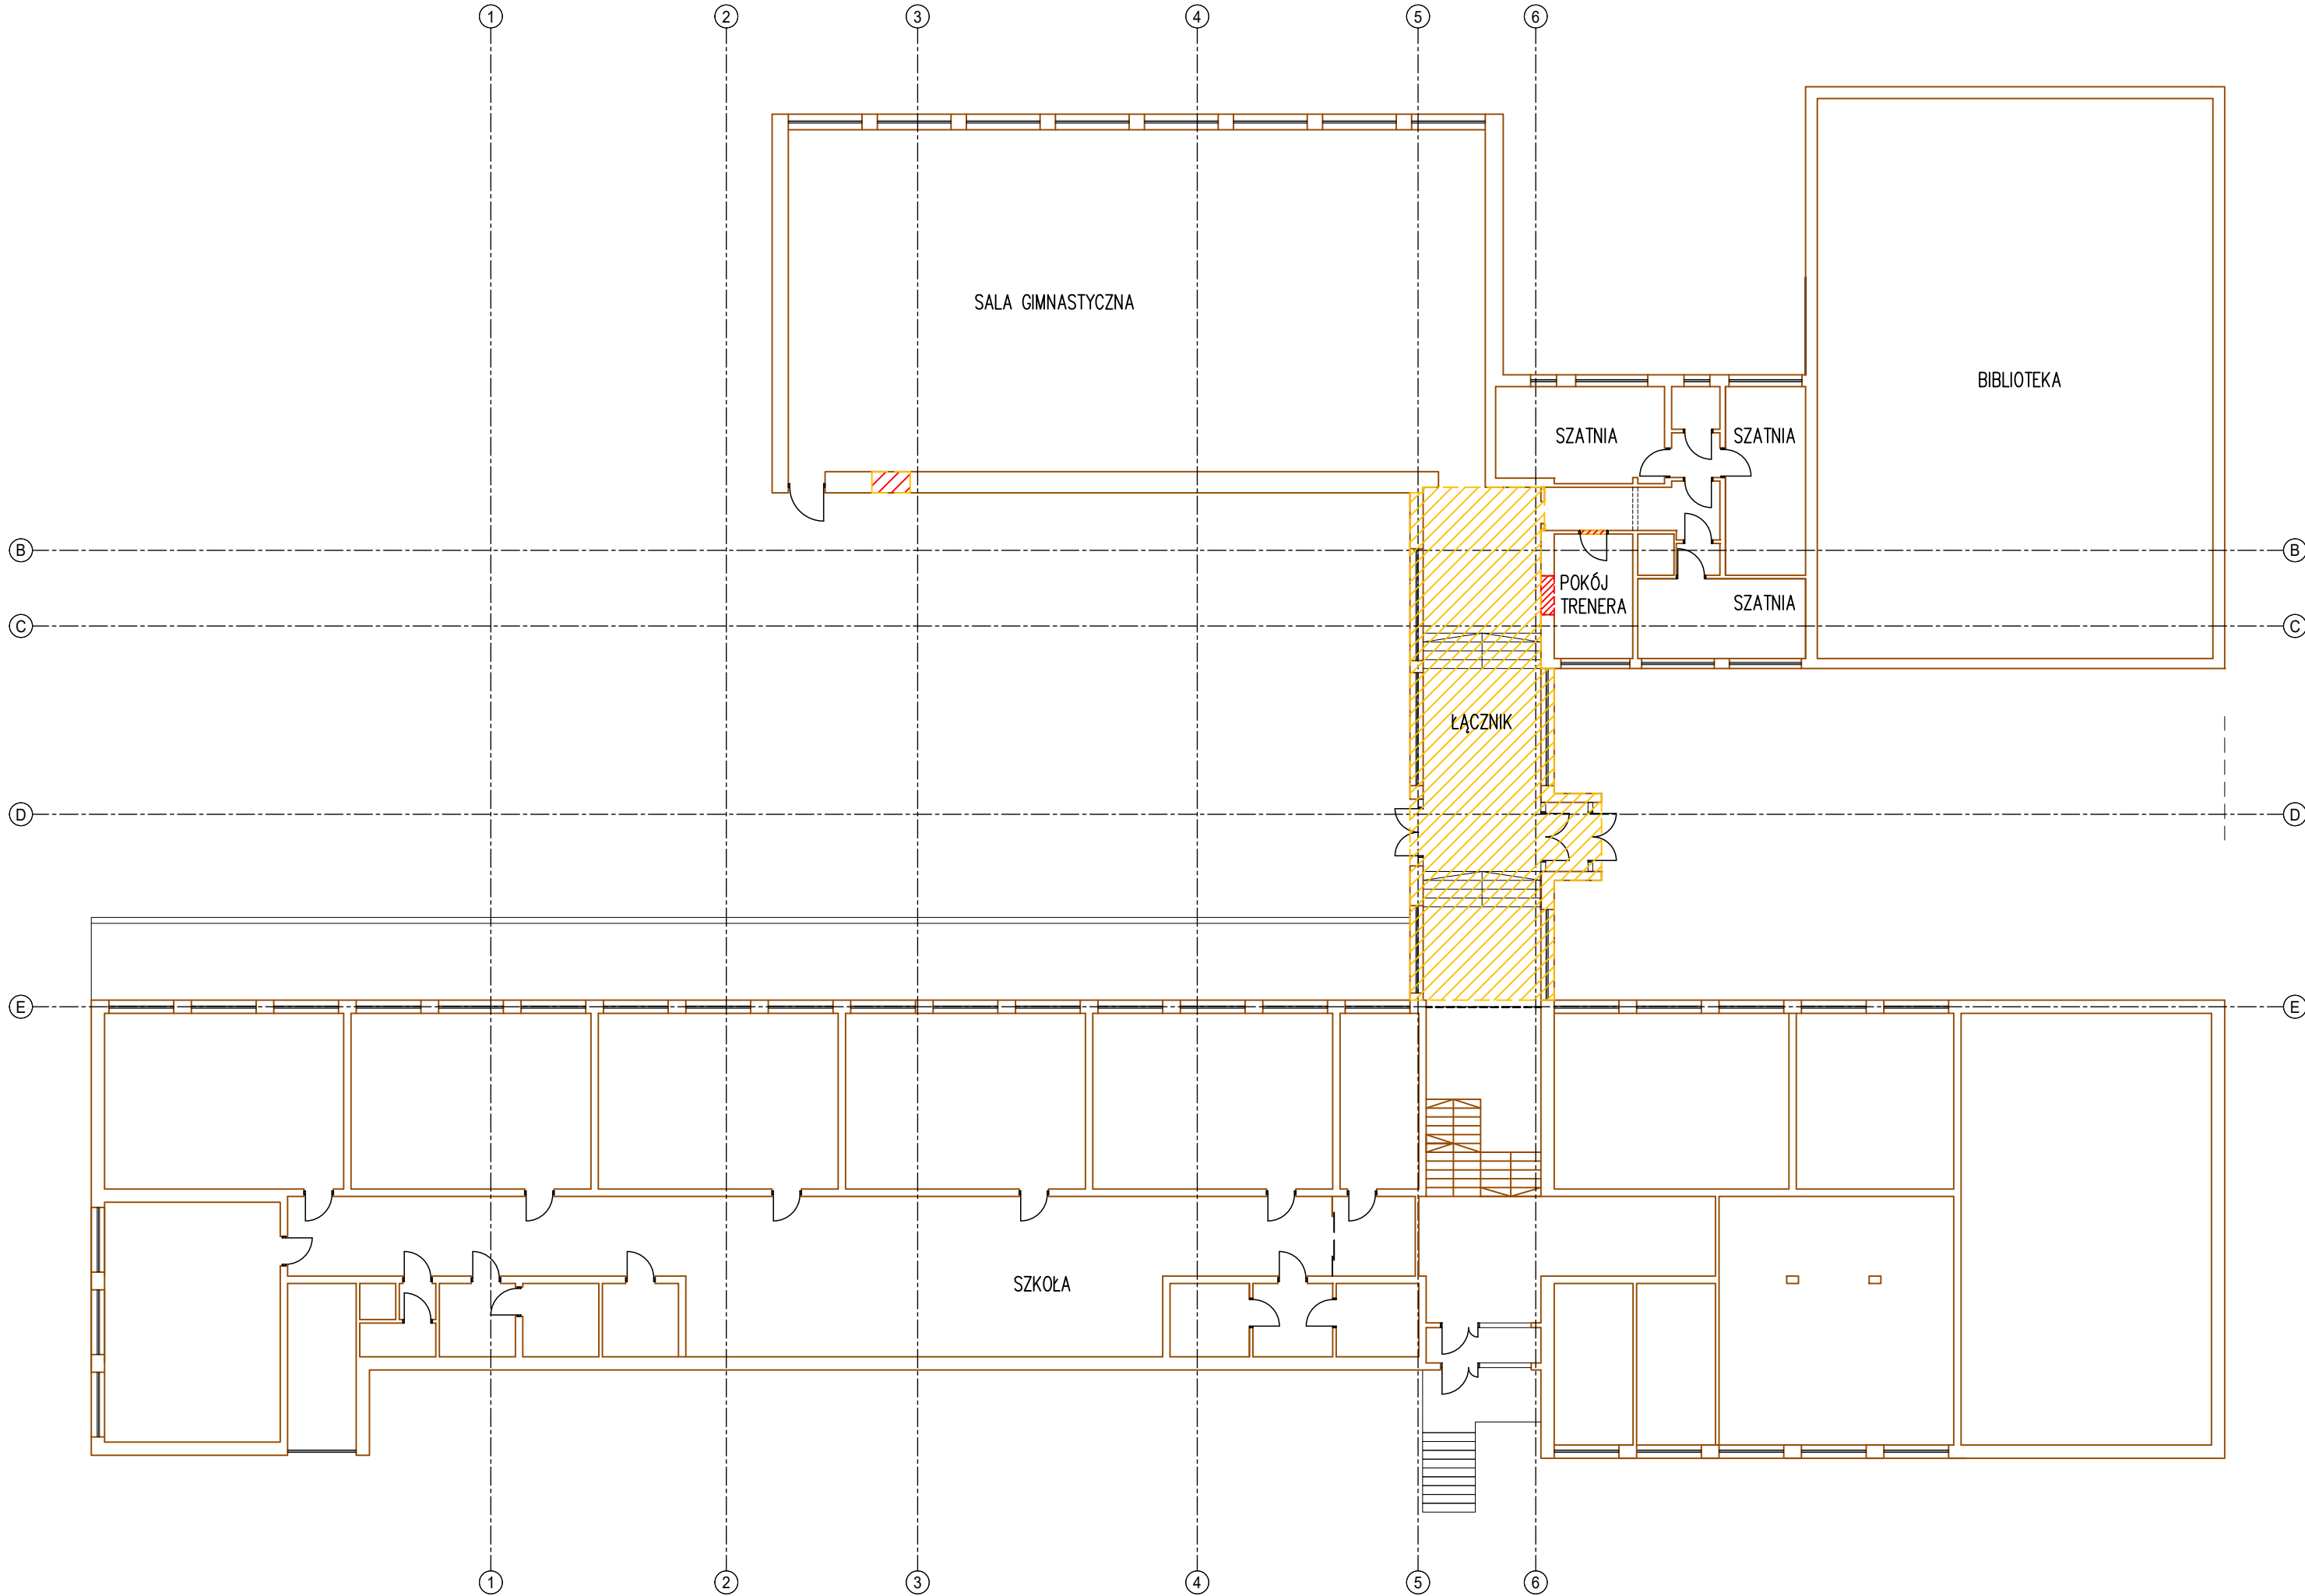 1 2 3 4 5 6
SALA GIMNASTYCZNA
BIBLIOTEKA
SZATNIA SZATNIA
B B
POKÓJ
TRENERA
SZATNIA
C C
ŁĄCZNIK
D D
E E
SZKOŁA
1 2 3 4 5 6